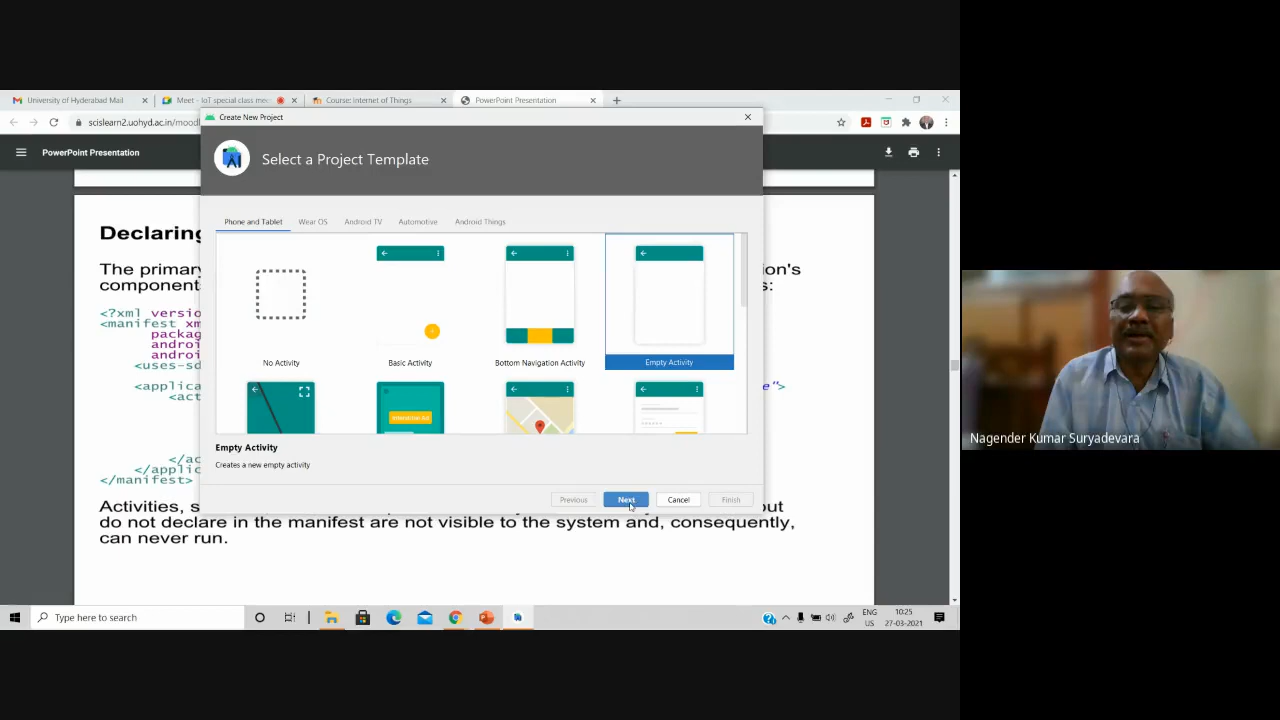 University of Hyderabad Mail
Meet - IoT special class mee
Course: Internet of Things
PowerPoint Presentation
scislearn2.uohyd.ac.in/mood
Create New Project
PowerPoint Presentation
Select a Project Template
Phone and Tablet
Wear OS
Android TV
Automotive
Android Things
No Activity
Basic Activity
Bottom Navigation Activity
Empty Activity
Interstitial Ad
Empty Activity
Creates a new empty activity
Previous
Next
Cancel
Finish
Declaring
The primary
on's
component
s:
<?xml versio
<manifest xm
packag
andro
andro
<uses-sd
<applica
e">
<act
</ac
</applic
</manifest>
Activities, s
but
do not declare in the manifest are not visible to the system and, consequently,
can never run.
Nagender Kumar Suryadevara
Type here to search
ENG
US
10:25
27-03-2021